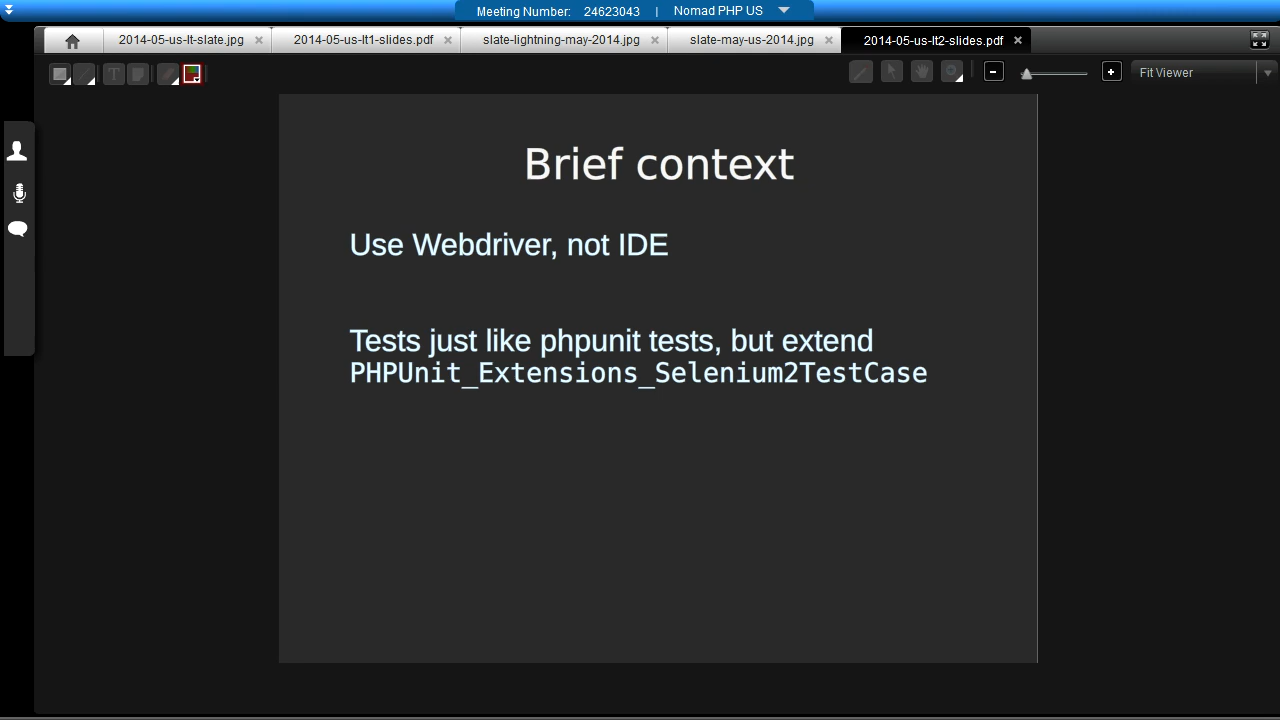 Meeting Number: 24623043 | Nomad PHP US
2014-05-us-lt-slate.jpg
2014-05-us-lt1-slides.pdf
slate-lightning-may-2014.jpg
slate-may-us-2014.jpg
2014-05-us-lt2-slides.pdf
T
Fit Viewer
Brief context
Use Webdriver, not IDE
Tests just like phpunit tests, but extend
PHPUnit_Extensions_Selenium2TestCase